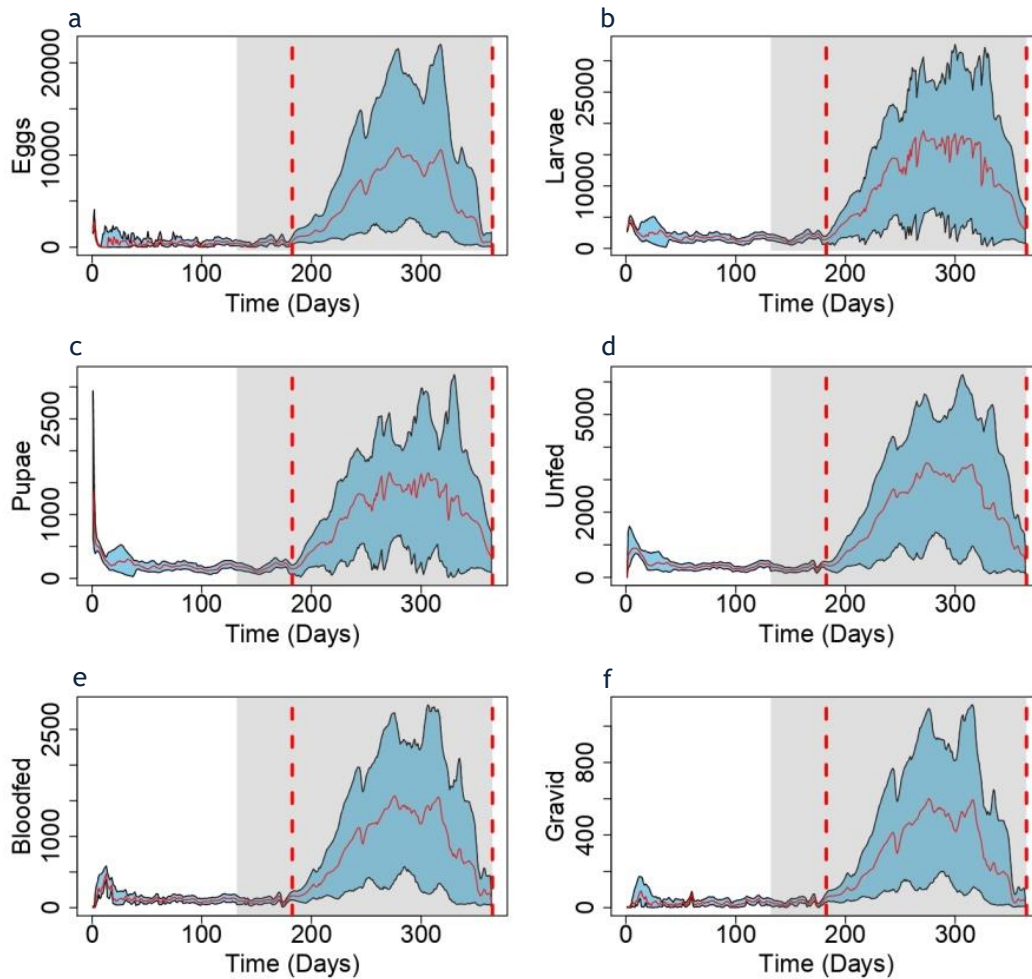 a
20000
10000
0
Eggs
0 100 200 300
Time (Days)
b
25000
10000
0
Larvae
0 100 200 300
Time (Days)
c
2500
1000
0
Pupae
0 100 200 300
Time (Days)
d
5000
2000
0
Unfed
0 100 200 300
Time (Days)
e
2500
1000
0
Bloodfed
0 100 200 300
Time (Days)
f
800
400
0
Gravid
0 100 200 300
Time (Days)